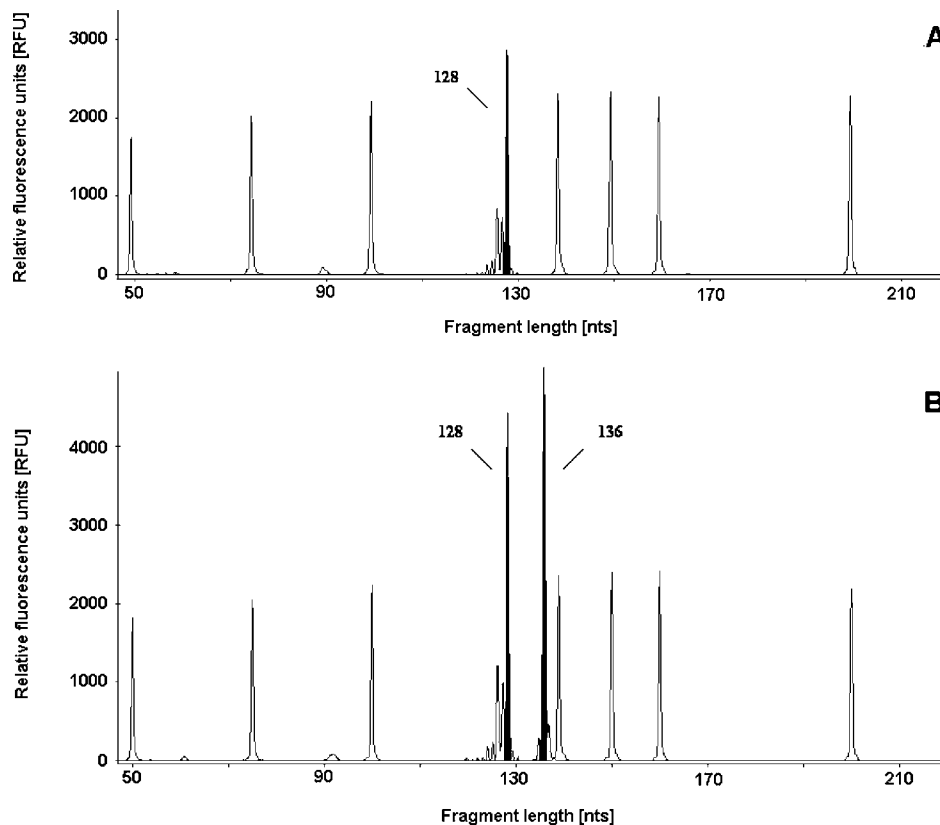 A
Relative fluorescence units [RFU]
3000
2000
1000
0
128
50 90 130 170 210
Fragment length [nts]
B
Relative fluorescence units [RFU]
4000
3000
2000
1000
0
128 136
50 90 130 170 210
Fragment length [nts]